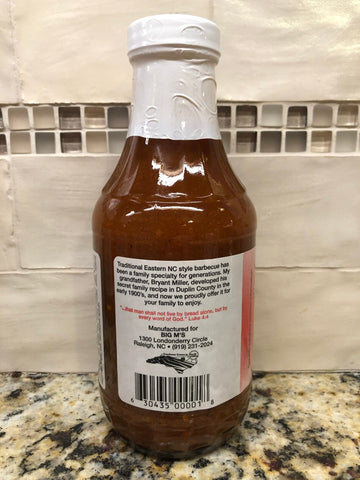 Traditional Eastern NC style barbecue has
been a family specialty for generations. My
grandfather, Bryant Miller, developed his
secret family recipe in Duplin County in the
early 1900's, and now we proudly offer it for
your family to enjoy.
"...that man shall not live by bread alone, but by
every word of God." Luke 4:4
Manufactured for
BIG M'S
1300 Londonderry Circle
Raleigh, NC • (919) 231-2024
6 30435 00001 8